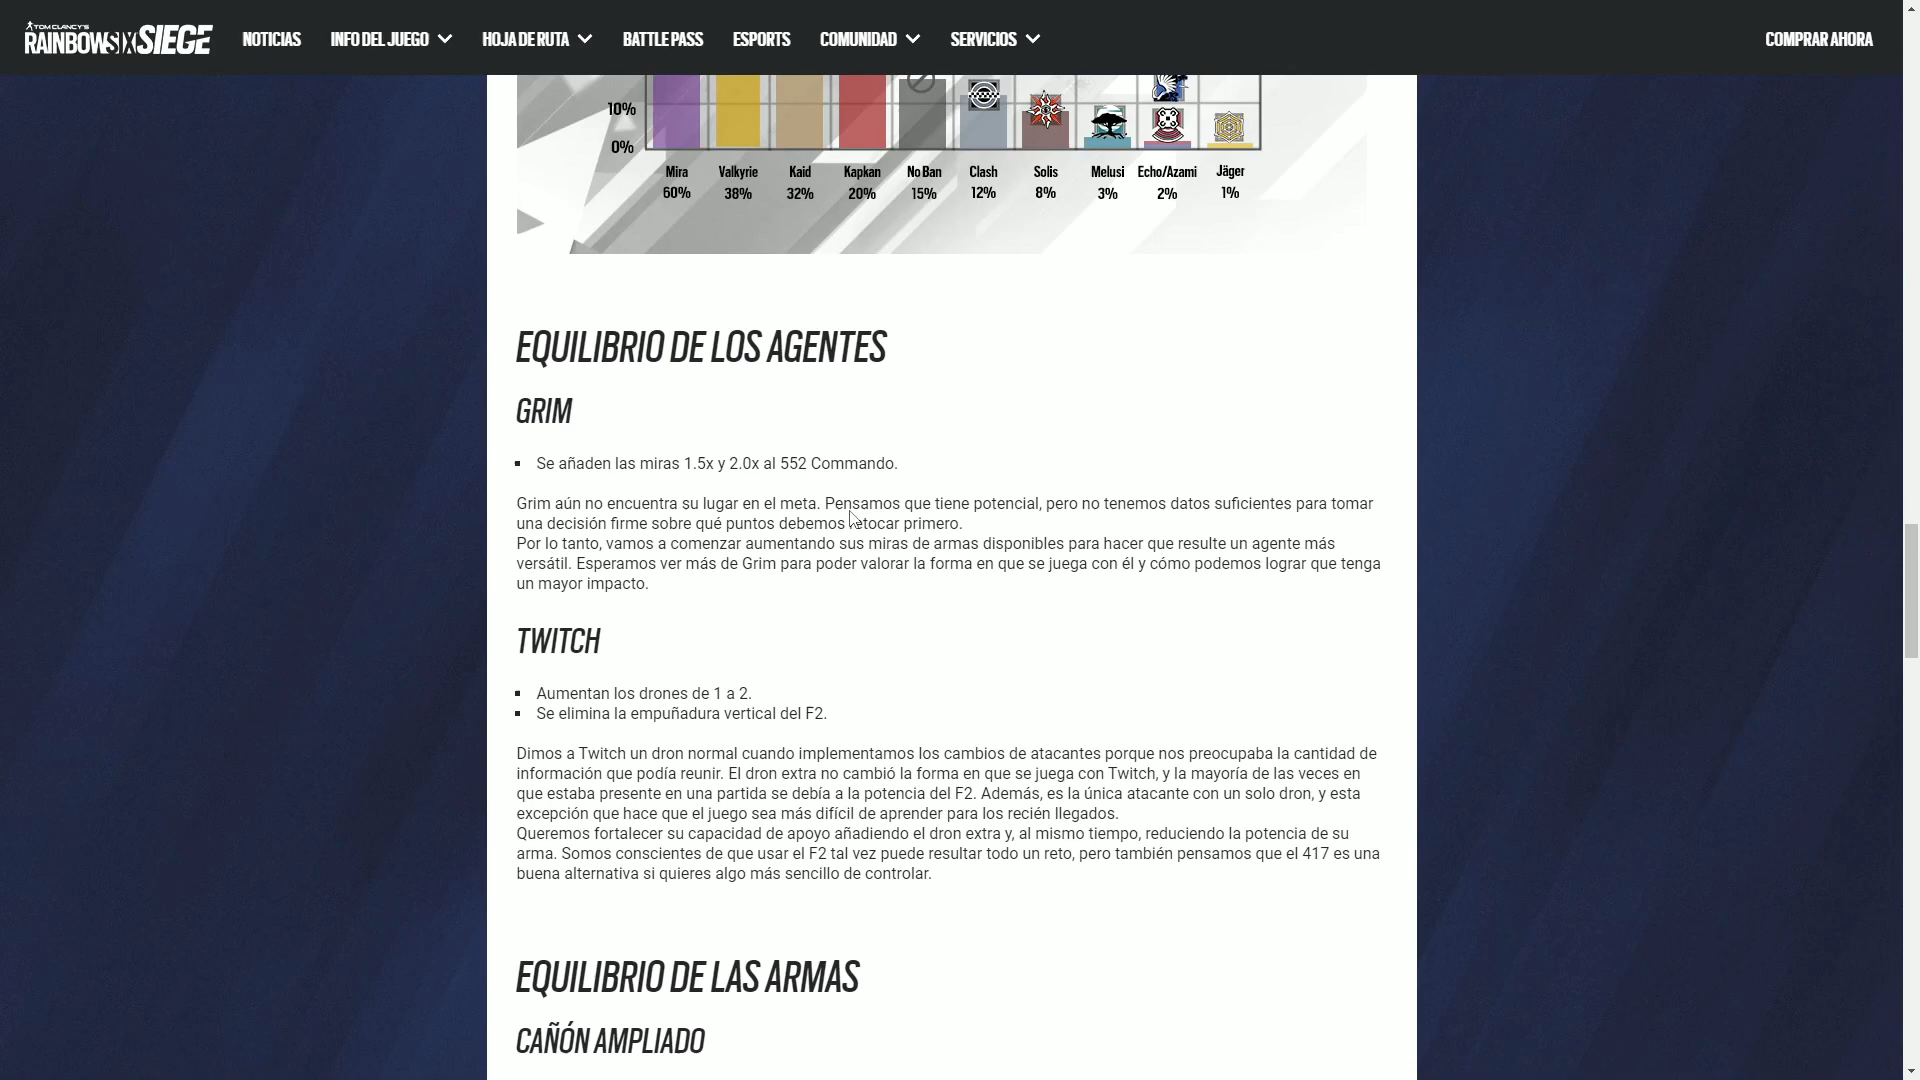 TOM CLANCY'S
RAINBOWSIX SIEGE
NOTICIAS
INFO DEL JUEGO
HOJA DE RUTA
BATTLE PASS
ESPORTS
COMUNIDAD
SERVICIOS
COMPRAR AHORA
10%
0%
Mira Valkyrie Kaid Kapkan No Ban Clash Solis Melusi Echo/Azami Jäger
60% 38% 32% 20% 15% 12% 8% 3% 2% 1%
EQUILIBRIO DE LOS AGENTES
GRIM
Se añaden las miras 1.5x y 2.0x al 552 Commando.
Grim aún no encuentra su lugar en el meta. Pensamos que tiene potencial, pero no tenemos datos suficientes para tomar
una decisión firme sobre qué puntos debemos retocar primero.
Por lo tanto, vamos a comenzar aumentando sus miras de armas disponibles para hacer que resulte un agente más
versátil. Esperamos ver más de Grim para poder valorar la forma en que se juega con él y cómo podemos lograr que tenga
un mayor impacto.
TWITCH
Aumentan los drones de 1 a 2.
Se elimina la empuñadura vertical del F2.
Dimos a Twitch un dron normal cuando implementamos los cambios de atacantes porque nos preocupaba la cantidad de
información que podía reunir. El dron extra no cambió la forma en que se juega con Twitch, y la mayoría de las veces en
que estaba presente en una partida se debía a la potencia del F2. Además, es la única atacante con un solo dron, y esta
excepción que hace que el juego sea más difícil de aprender para los recién llegados.
Queremos fortalecer su capacidad de apoyo añadiendo el dron extra y, al mismo tiempo, reduciendo la potencia de su
arma. Somos conscientes de que usar el F2 tal vez puede resultar todo un reto, pero también pensamos que el 417 es una
buena alternativa si quieres algo más sencillo de controlar.
EQUILIBRIO DE LAS ARMAS
CAÑÓN AMPLIADO